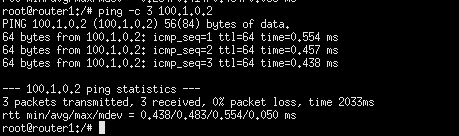 root@router1:/# ping -c 3 100.1.0.2
PING 100.1.0.2 (100.1.0.2) 56(84) bytes of data.
64 bytes from 100.1.0.2: icmp_seq=1 ttl=64 time=0.554 ms
64 bytes from 100.1.0.2: icmp_seq=2 ttl=64 time=0.457 ms
64 bytes from 100.1.0.2: icmp_seq=3 ttl=64 time=0.438 ms
--- 100.1.0.2 ping statistics ---
3 packets transmitted, 3 received, 0% packet loss, time 2033ms
rtt min/avg/max/mdev = 0.438/0.483/0.554/0.050 ms
root@router1:/#